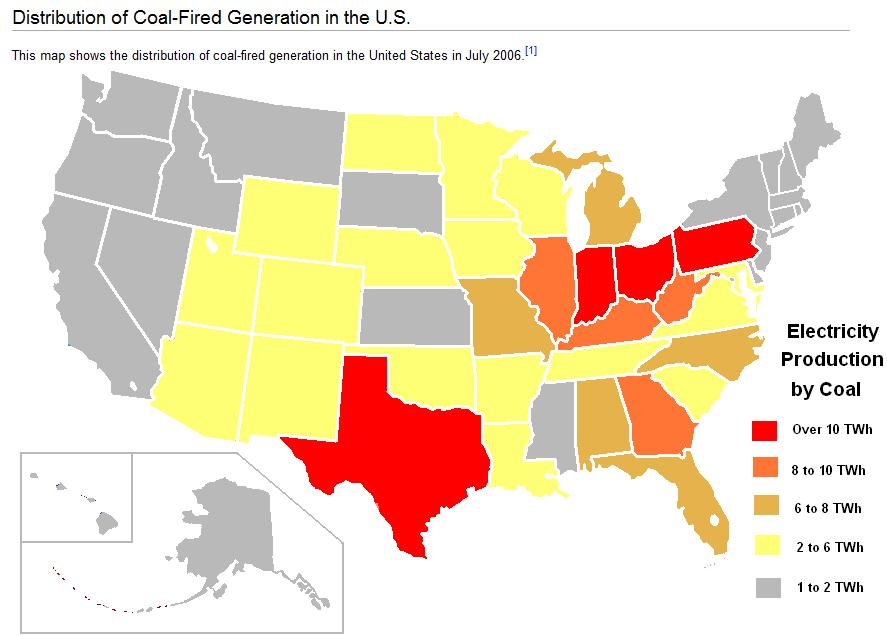 Distribution of Coal-Fired Generation in the U.S.
This map shows the distribution of coal-fired generation in the United States in July 2006.[1]
Electricity
Production
by Coal
Over 10 TWh
8 to 10 TWh
6 to 8 TWh
2 to 6 TWh
1 to 2 TWh